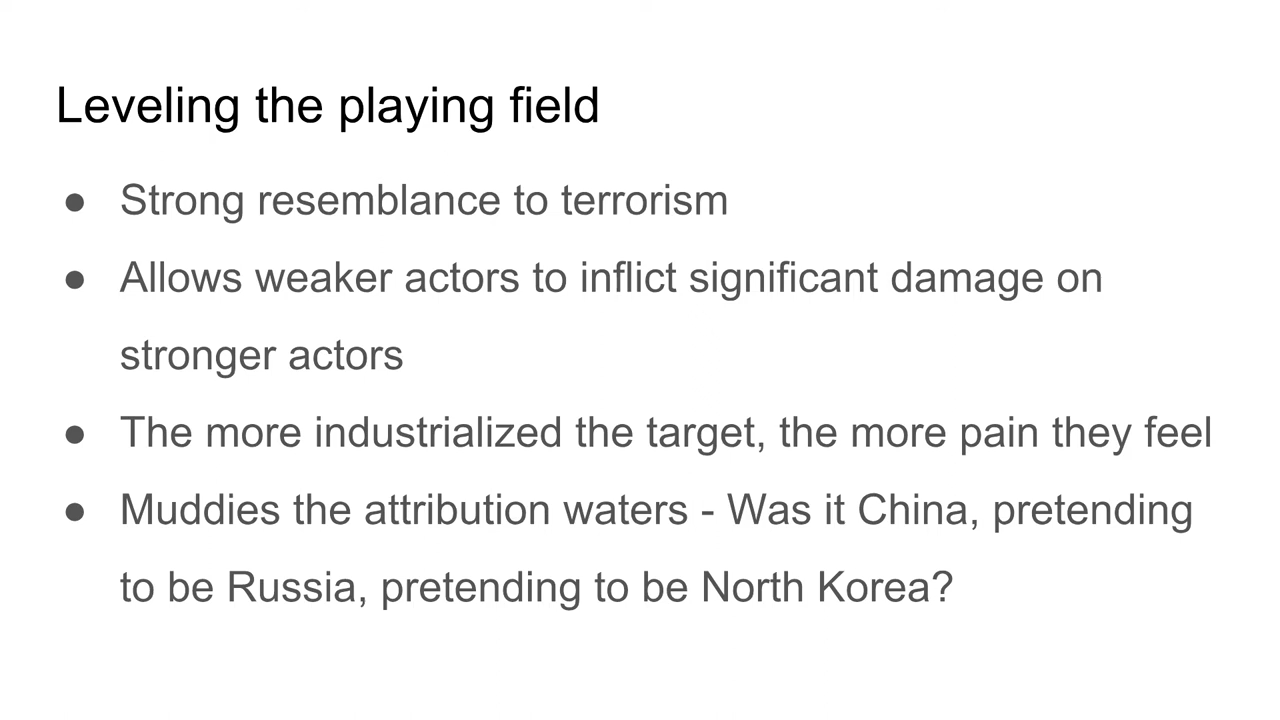 Leveling the playing field
● Strong resemblance to terrorism
● Allows weaker actors to inflict significant damage on
stronger actors
● The more industrialized the target, the more pain they feel
● Muddies the attribution waters - Was it China, pretending
to be Russia, pretending to be North Korea?